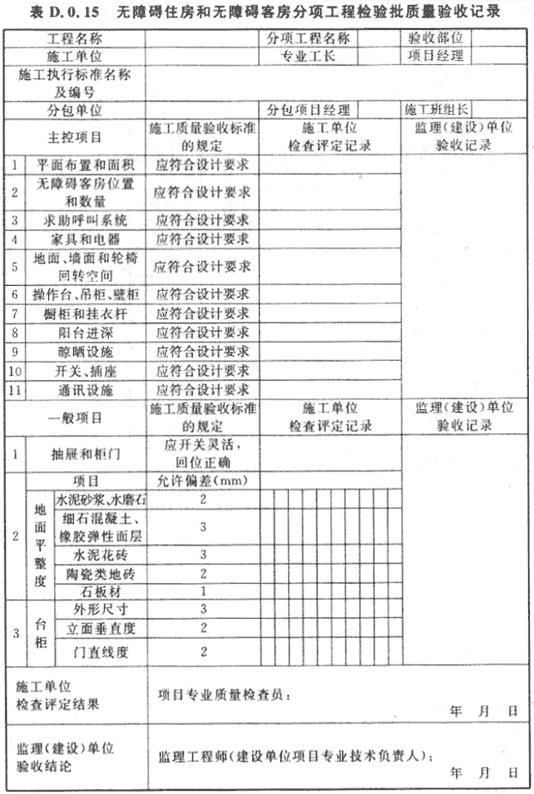 表 D.0.15 无障碍住房和无障碍客房分项工程检验批质量验收记录
工程名称 分项工程名称 验收部位
施工单位 专业工长 项目经理
施工执行标准名称
及编号
分包单位 分包项目经理 施工班组长
主控项目 施工质量验收标准的规定 施工单位检查评定记录 监理(建设)单位验收记录
1 平面布置和面积 应符合设计要求
2 无障碍客房位置和数量 应符合设计要求
3 求助呼叫系统 应符合设计要求
4 家具和电器 应符合设计要求
5 地面、墙面和轮椅回转空间 应符合设计要求
6 操作台、吊柜、壁柜 应符合设计要求
7 橱柜和挂衣杆 应符合设计要求
8 阳台进深 应符合设计要求
9 晾晒设施 应符合设计要求
10 开关、插座 应符合设计要求
11 通讯设施 应符合设计要求
一般项目 施工质量验收标准的规定 施工单位检查评定记录 监理(建设)单位验收记录
1 抽屉和柜门 应开关灵活,回位正确
2 地面平整度 项目 允许偏差(mm)
水泥砂浆、水磨石 2
细石混凝土、橡胶弹性面层 3
水泥花砖 3
陶瓷类地砖 2
石板材 1
3 台柜 外形尺寸 3
立面垂直度 2
门直线度 2
施工单位
检查评定结果 项目专业质量检查员:
年 月 日
监理(建设)单位
验收结论 监理工程师(建设单位项目专业技术负责人):
年 月 日